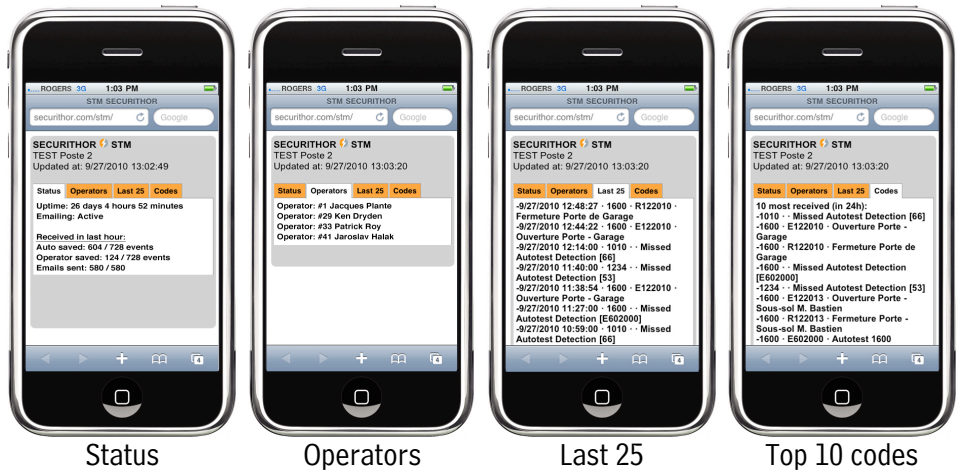 ROGERS 3G 1:03 PM
STM SECURITHOR
securithor.com/stm/ Google
SECURITHOR STM
TEST Poste 2
Updated at: 9/27/2010 13:02:49
Status Operators Last 25 Codes
Uptime: 26 days 4 hours 52 minutes
Emailing: Active
Received in last hour:
Auto saved: 604 / 728 events
Operator saved: 124 / 728 events
Emails sent: 580 / 580
4
Status
ROGERS 3G 1:03 PM
STM SECURITHOR
securithor.com/stm/ Google
SECURITHOR STM
TEST Poste 2
Updated at: 9/27/2010 13:03:20
Status Operators Last 25 Codes
Operator: #1 Jacques Plante
Operator: #29 Ken Dryden
Operator: #33 Patrick Roy
Operator: #41 Jaroslav Halak
4
Operators
ROGERS 3G 1:03 PM
STM SECURITHOR
securithor.com/stm/ Google
SECURITHOR STM
TEST Poste 2
Updated at: 9/27/2010 13:03:20
Status Operators Last 25 Codes
-9/27/2010 12:48:27 · 1600 · R122010 ·
Fermeture Porte de Garage
-9/27/2010 12:44:22 · 1600 · E122010 ·
Ouverture Porte - Garage
-9/27/2010 12:14:00 · 1010 · · Missed
Autotest Detection [66]
-9/27/2010 11:40:00 · 1234 · · Missed
Autotest Detection [53]
-9/27/2010 11:38:54 · 1600 · E122010 ·
Ouverture Porte - Garage
-9/27/2010 11:27:00 · 1600 · · Missed
Autotest Detection [E602000]
-9/27/2010 10:59:00 · 1010 · · Missed
Autotest Detection [66]
4
Last 25
ROGERS 3G 1:03 PM
STM SECURITHOR
securithor.com/stm/ Google
SECURITHOR STM
TEST Poste 2
Updated at: 9/27/2010 13:03:20
Status Operators Last 25 Codes
10 most received (in 24h):
-1010 · · Missed Autotest Detection [66]
-1600 · E122010 · Ouverture Porte -
Garage
-1600 · R122010 · Fermeture Porte de
Garage
-1600 · · Missed Autotest Detection
[E602000]
-1234 · · Missed Autotest Detection [53]
-1600 · E122013 · Ouverture Porte -
Sous-sol M. Bastien
-1600 · R122013 · Fermeture Porte -
Sous-sol M. Bastien
-1600 · E602000 · Autotest 1600
4
Top 10 codes